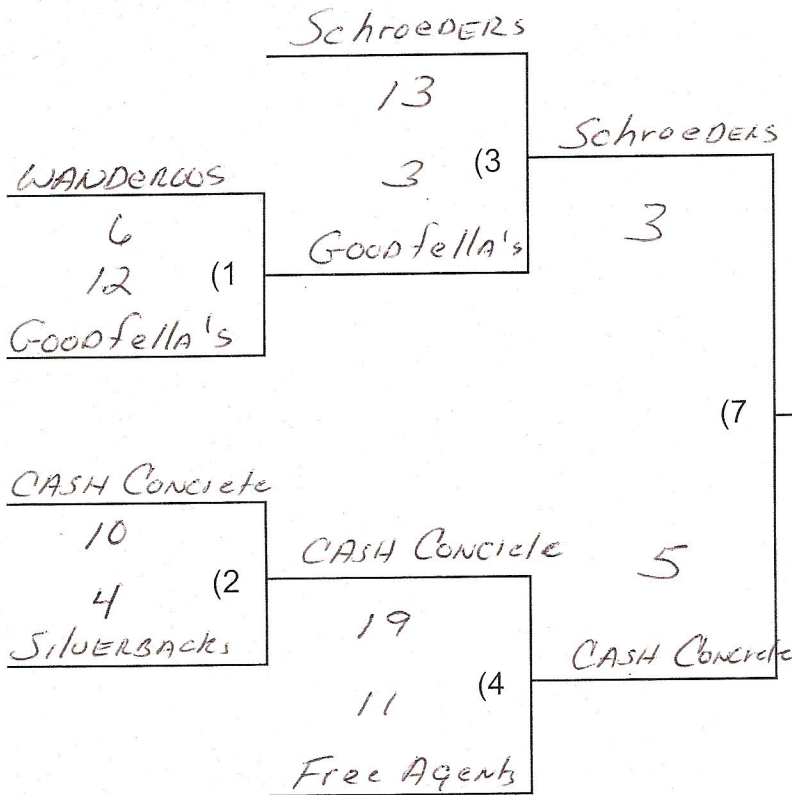 SchroeDERS
13
3 (3
GOODfellA's
SchroeDERS
3
WANDEROOS
6
12 (1
GOODfellA's
(7
CASH Concrete
10
4 (2
SilVERBACKs
CASH Concrete
19
11 (4
Free Agents
5
CASH Concrete